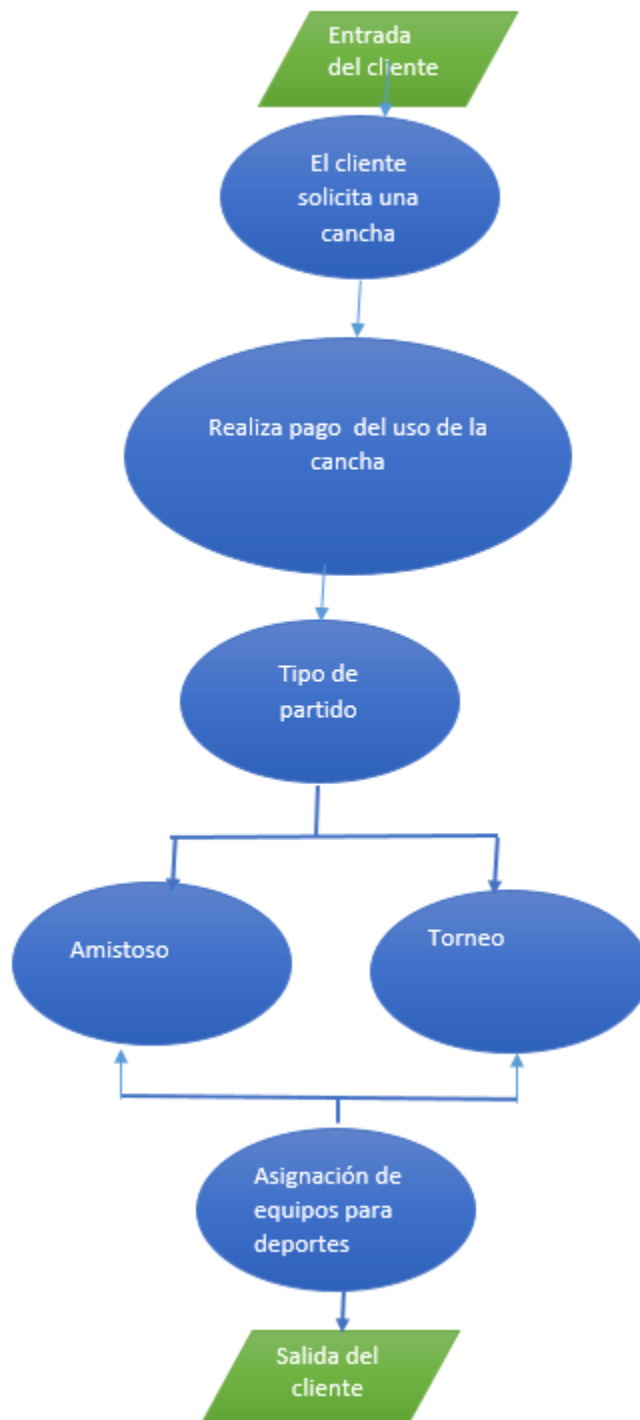 Entrada
del cliente
El cliente
solicita una
cancha
Realiza pago del uso de la
cancha
Tipo de
partido
Amistoso
Torneo
Asignación de
equipos para
deportes
Salida del
cliente